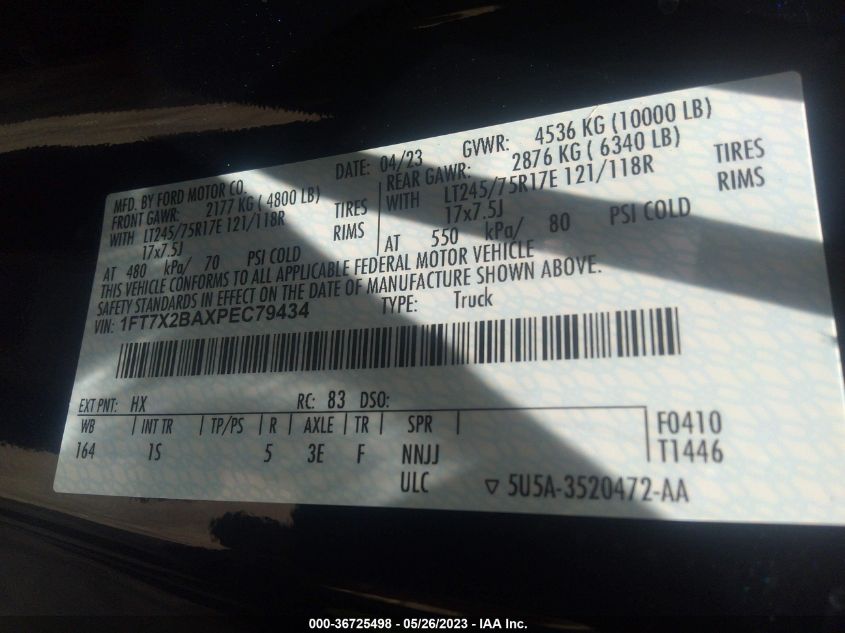 MFD. BY FORD MOTOR CO. DATE: 04/23 GVWR: 4536 KG (10000 LB)
FRONT GAWR: 2177 KG ( 4800 LB) REAR GAWR: 2876 KG ( 6340 LB)
WITH LT245/75R17E 121/118R TIRES WITH LT245/75R17E 121/118R TIRES
17x7.5J RIMS 17x7.5J RIMS
AT 480 kPa/ 70 PSI COLD AT 550 kPa/ 80 PSI COLD
THIS VEHICLE CONFORMS TO ALL APPLICABLE FEDERAL MOTOR VEHICLE
SAFETY STANDARDS IN EFFECT ON THE DATE OF MANUFACTURE SHOWN ABOVE.
VIN: 1FT7X2BAXPEC79434 TYPE: Truck
EXT PNT: HX RC: 83 DSO:
WB INT TR TP/PS R AXLE TR SPR F0410
164 1S 5 3E F NNJJ T1446
ULC ▽ 5U5A-3520472-AA
000-36725498 - 05/26/2023 - IAA Inc.